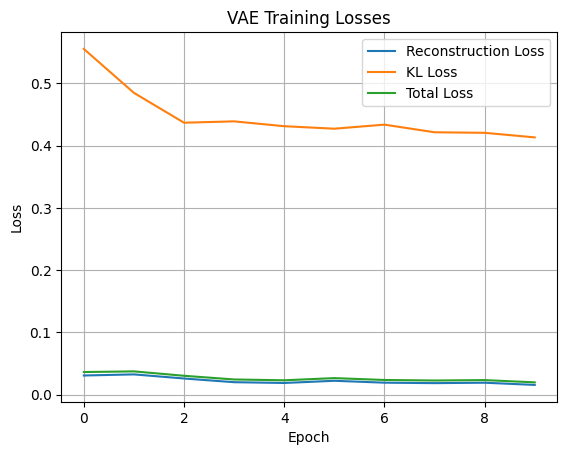 VAE Training Losses
Reconstruction Loss
KL Loss
Total Loss
Loss
0.5
0.4
0.3
0.2
0.1
0.0
0 2 4 6 8
Epoch